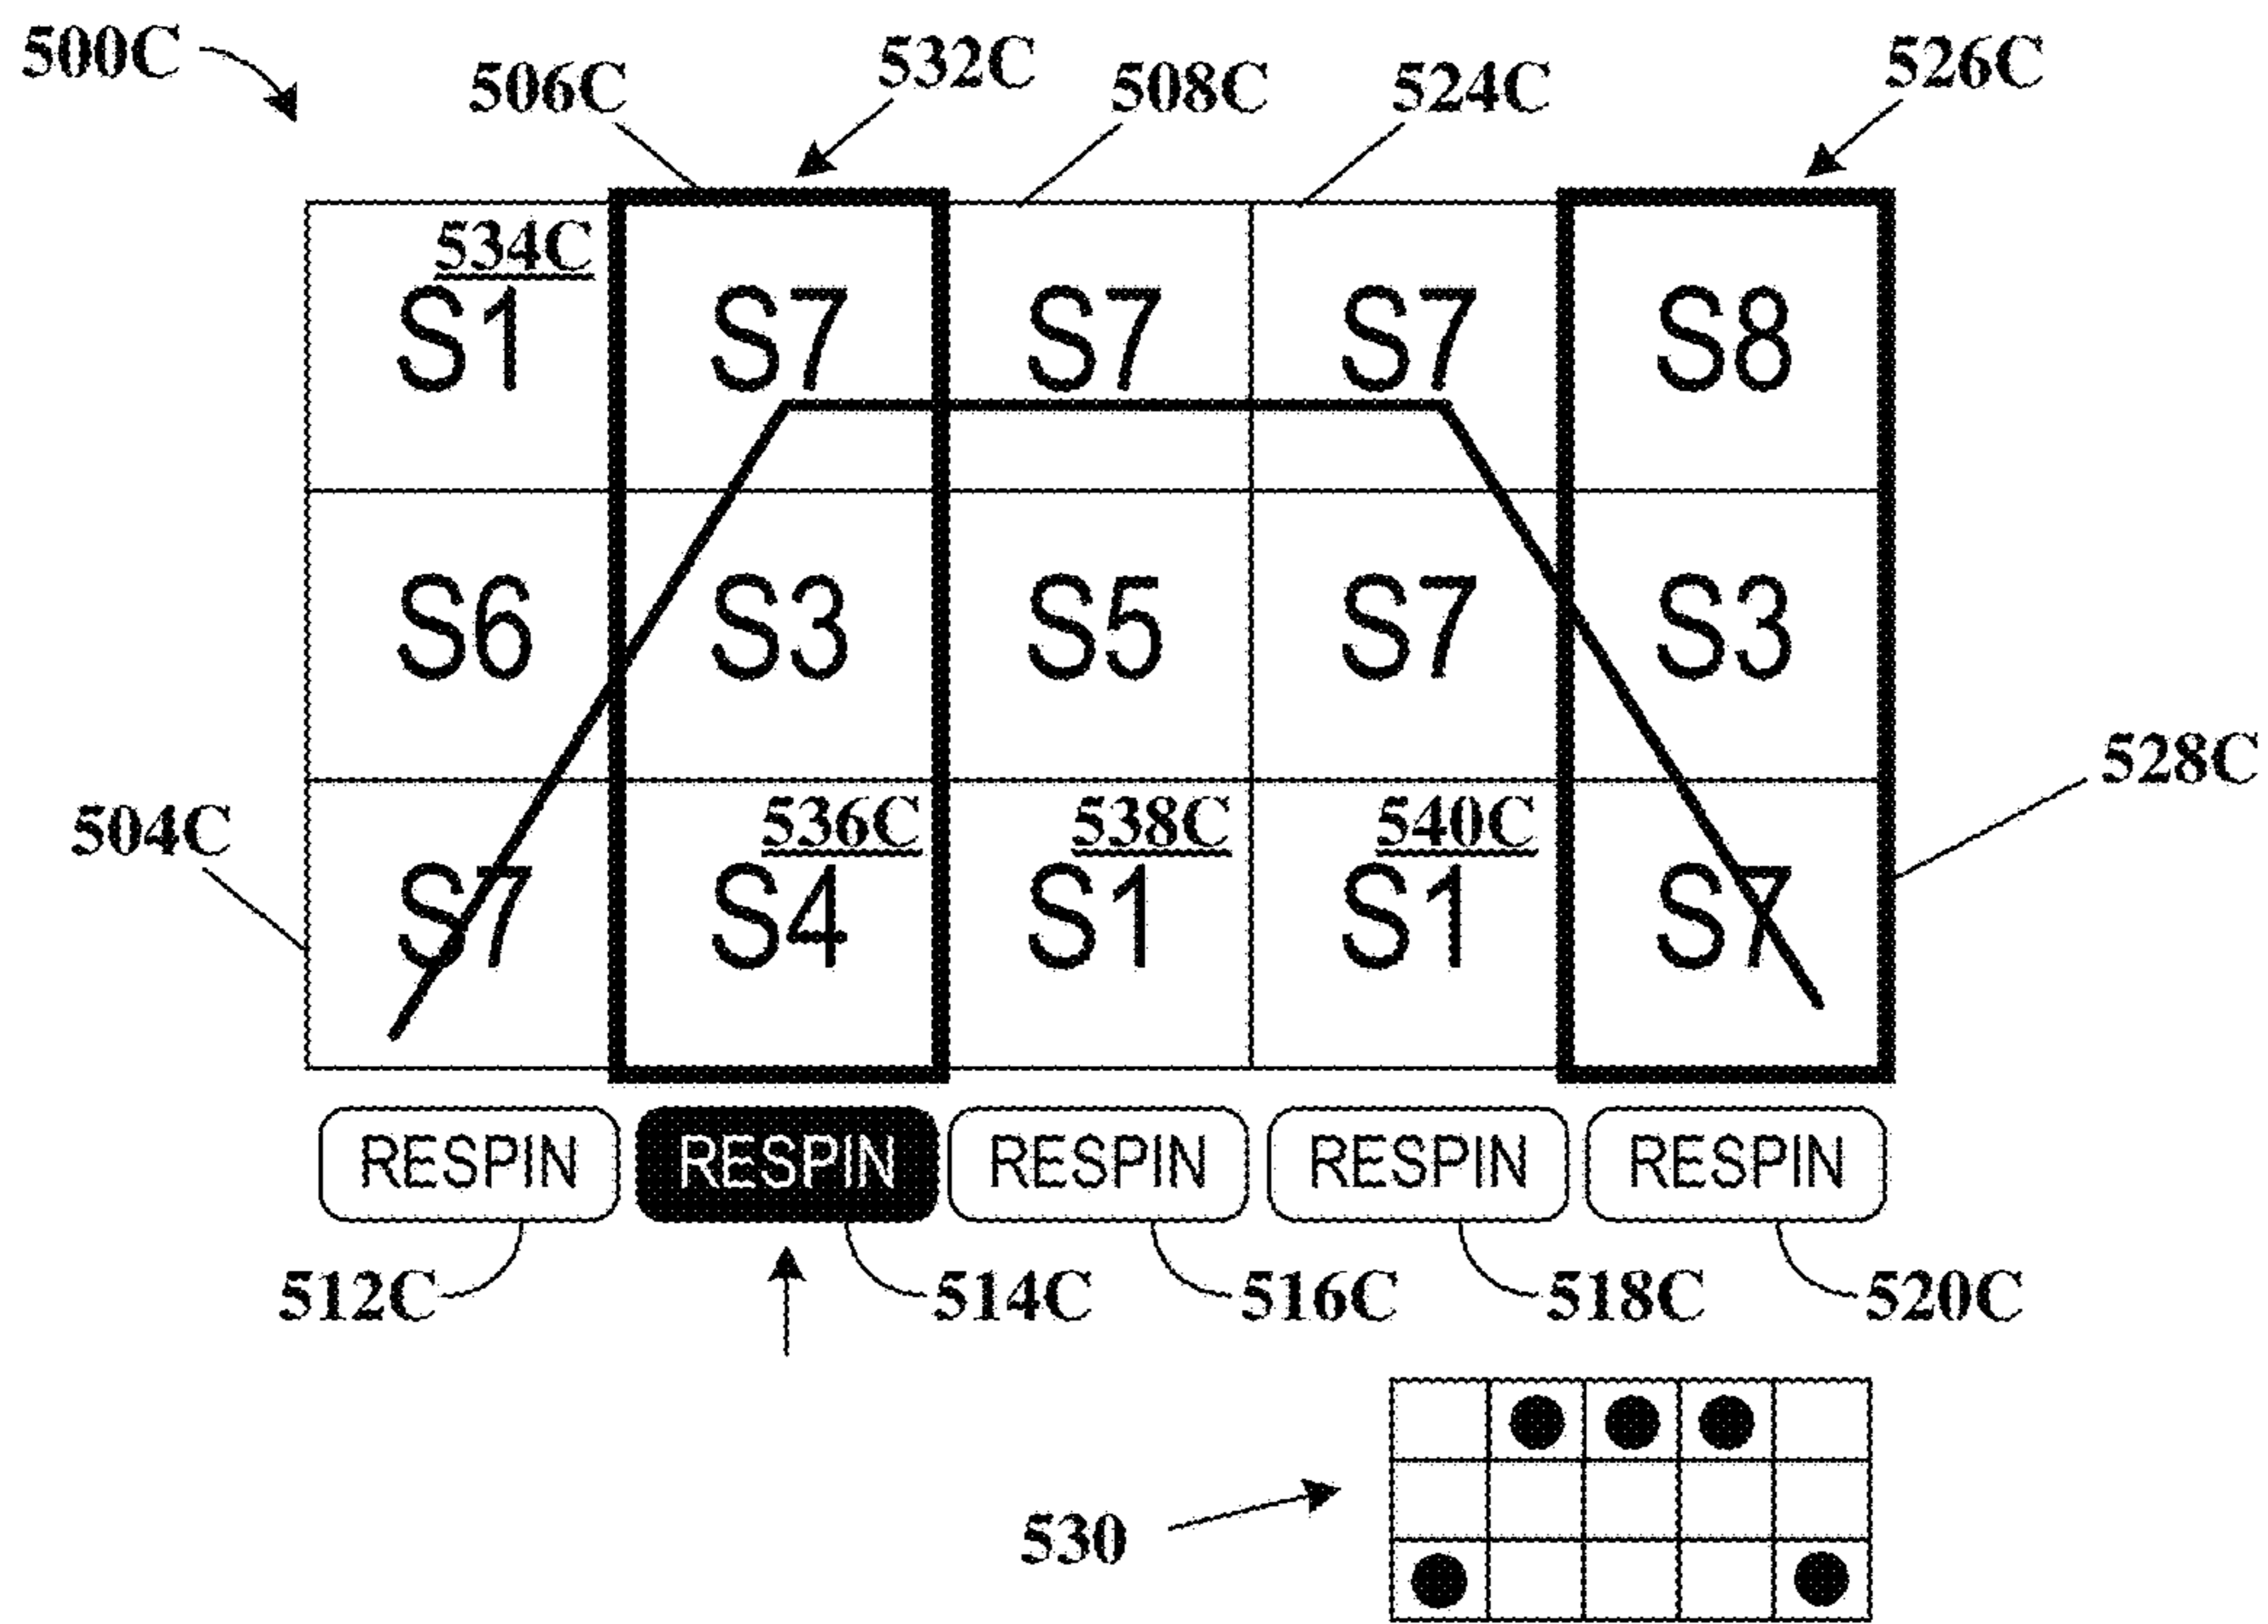 500C 506C 532C 508C 524C 526C
534C
S1 S7 S7 S7 S8
S6 S3 S5 S7 S3
528C
504C 536C 538C 540C
S7 S4 S1 S1 S7
RESPIN RESPIN RESPIN RESPIN RESPIN
512C 514C 516C 518C 520C
530